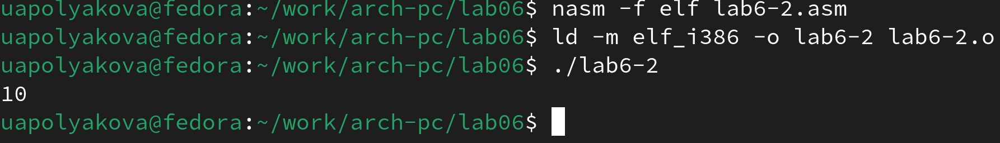 uapolyakova@fedora:~/work/arch-pc/lab06$ nasm -f elf lab6-2.asm
uapolyakova@fedora:~/work/arch-pc/lab06$ ld -m elf_i386 -o lab6-2 lab6-2.o
uapolyakova@fedora:~/work/arch-pc/lab06$ ./lab6-2
10
uapolyakova@fedora:~/work/arch-pc/lab06$